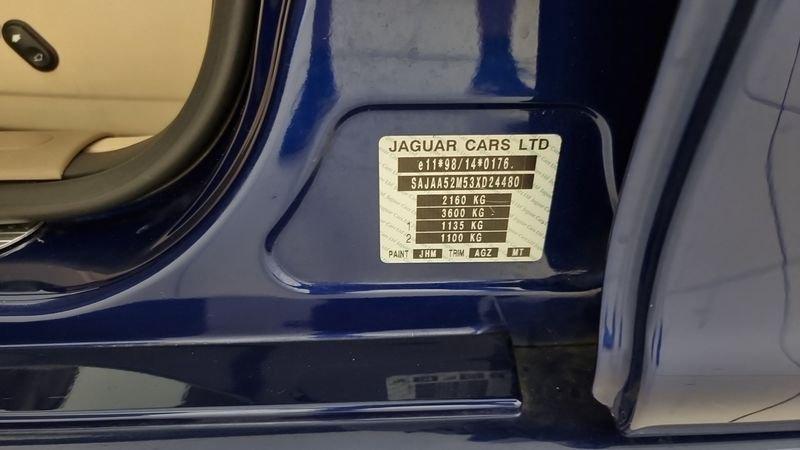 JAGUAR CARS LTD
e11*98/14*0176.
SAJAA52M53XD24480
2160 KG
3600 KG
1 1135 KG
2 1100 KG
PAINT JHM TRIM AGZ MT